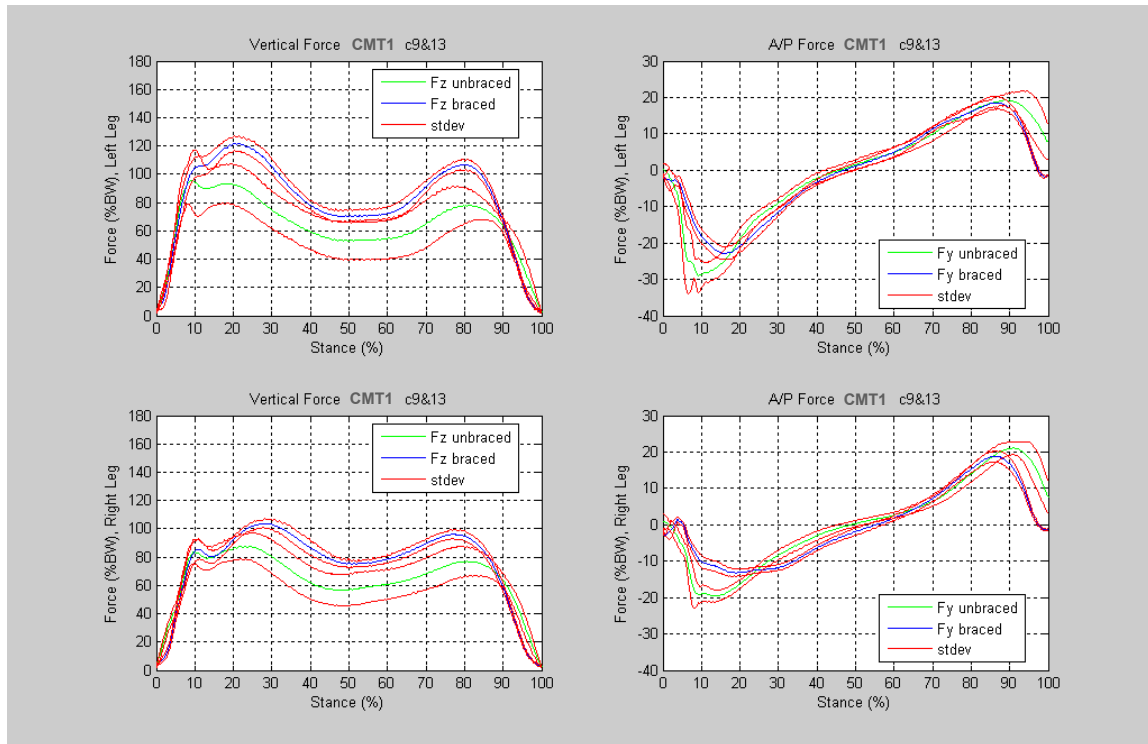 Vertical Force CMT1 c9&13
Force (%BW), Left Leg
180
160
140
120
100
80
60
40
20
0
Fz unbraced
Fz braced
stdev
0 10 20 30 40 50 60 70 80 90 100
Stance (%)
A/P Force CMT1 c9&13
Force (%BW), Left Leg
30
20
10
0
-10
-20
-30
-40
Fy unbraced
Fy braced
stdev
0 10 20 30 40 50 60 70 80 90 100
Stance (%)
Vertical Force CMT1 c9&13
Force (%BW), Right Leg
180
160
140
120
100
80
60
40
20
0
Fz unbraced
Fz braced
stdev
0 10 20 30 40 50 60 70 80 90 100
Stance (%)
A/P Force CMT1 c9&13
Force (%BW), Right Leg
30
20
10
0
-10
-20
-30
-40
Fy unbraced
Fy braced
stdev
0 10 20 30 40 50 60 70 80 90 100
Stance (%)